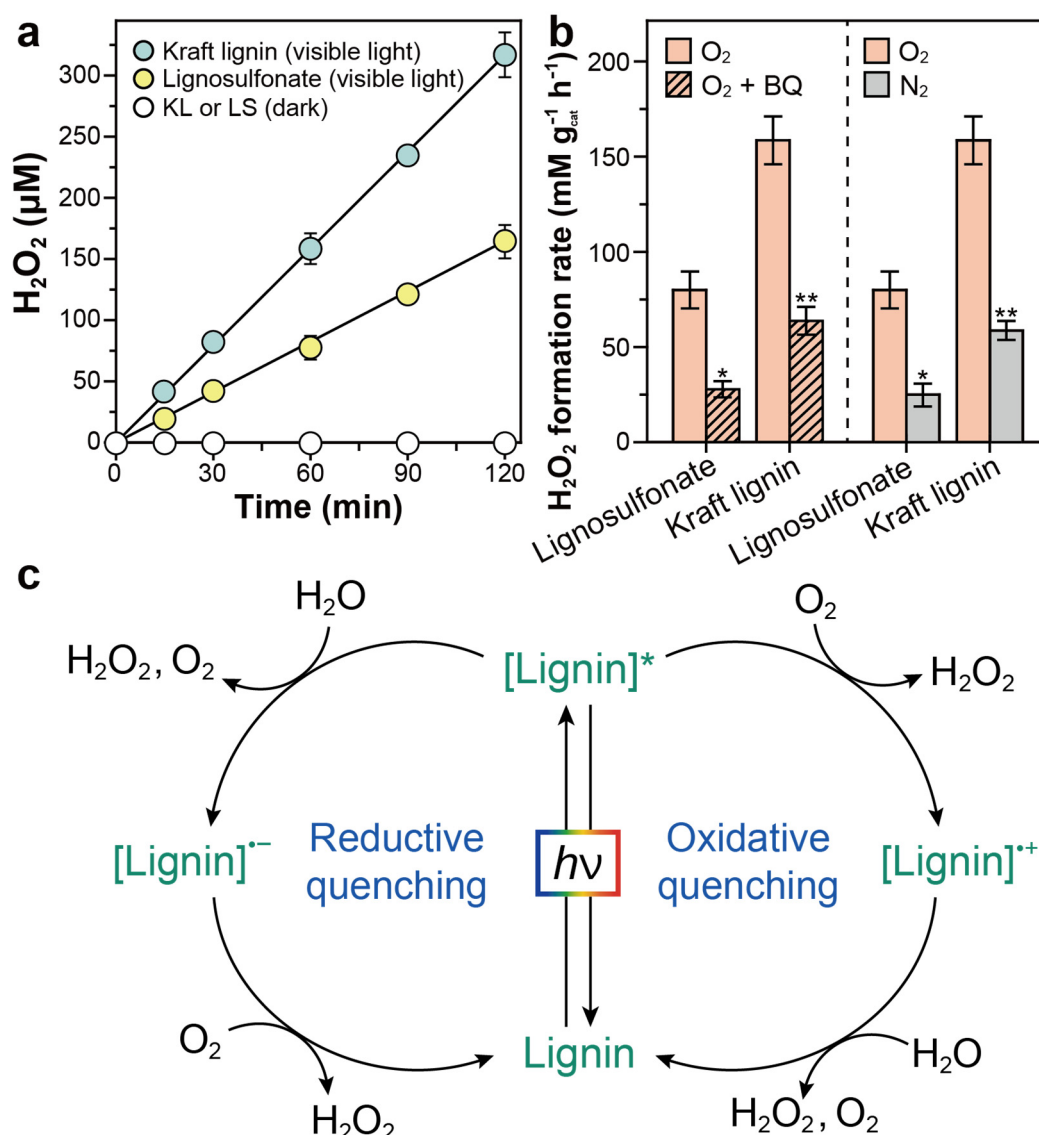 a
Kraft lignin (visible light)
Lignosulfonate (visible light)
KL or LS (dark)
H₂O₂ (µM)
300
250
200
150
100
50
0
0 30 60 90 120
Time (min)
b
O₂
O₂ + BQ
O₂
N₂
H₂O₂ formation rate (mM g⁻¹cat h⁻¹)
200
150
100
50
0
*
**
*
**
Lignosulfonate
Kraft lignin
Lignosulfonate
Kraft lignin
c
H₂O
O₂
H₂O₂, O₂
[Lignin]*
H₂O₂
[Lignin]•−
Reductive
quenching
hν
Oxidative
quenching
[Lignin]•+
O₂
Lignin
H₂O
H₂O₂
H₂O₂, O₂